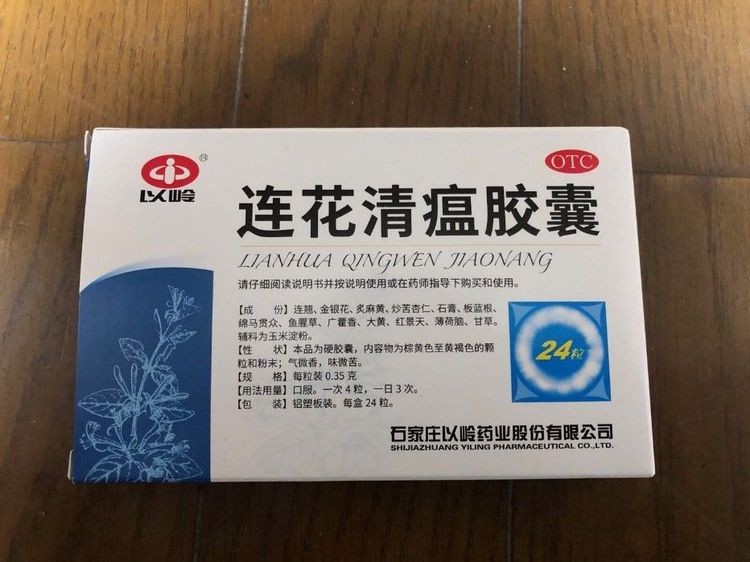 以岭
®
OTC
连花清瘟胶囊
LIANHUA QINGWEN JIAONANG
请仔细阅读说明书并按说明使用或在药师指导下购买和使用。
【成　份】连翘、金银花、炙麻黄、炒苦杏仁、石膏、板蓝根、
绵马贯众、鱼腥草、广藿香、大黄、红景天、薄荷脑、甘草。
辅料为玉米淀粉。
【性　状】本品为硬胶囊，内容物为棕黄色至黄褐色的颗
粒和粉末；气微香，味微苦。
【规　格】每粒装 0.35 克
【用法用量】口服。一次 4 粒，一日 3 次。
【包　装】铝塑板装。每盒 24 粒。
24粒
石家庄以岭药业股份有限公司
SHIJIAZHUANG YILING PHARMACEUTICAL CO.,LTD.